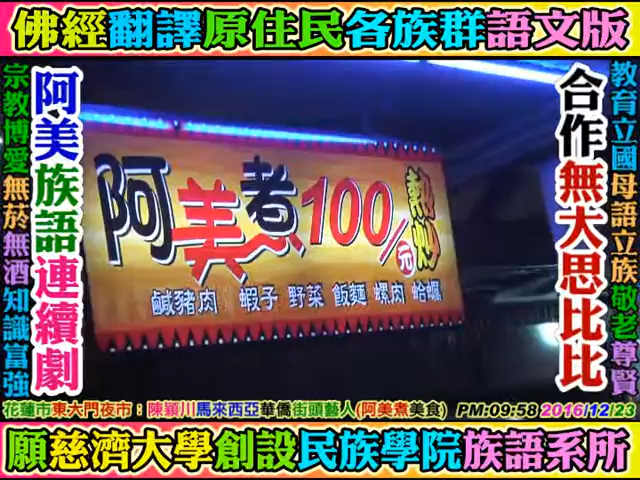 佛經翻譯原住民各族群語文版
宗教博愛無菸無酒知識富強
阿美族語連續劇
阿美煮100/元
熱炒
鹹豬肉 蝦子 野菜 飯麵 螺肉 蛤蠣
合作無大思比比
教育立國母語立族敬老尊賢
花蓮市東大門夜市：陳穎川馬來西亞華僑街頭藝人(阿美煮美食) PM:09:58 2016/12/23
願慈濟大學創設民族學院族語系所